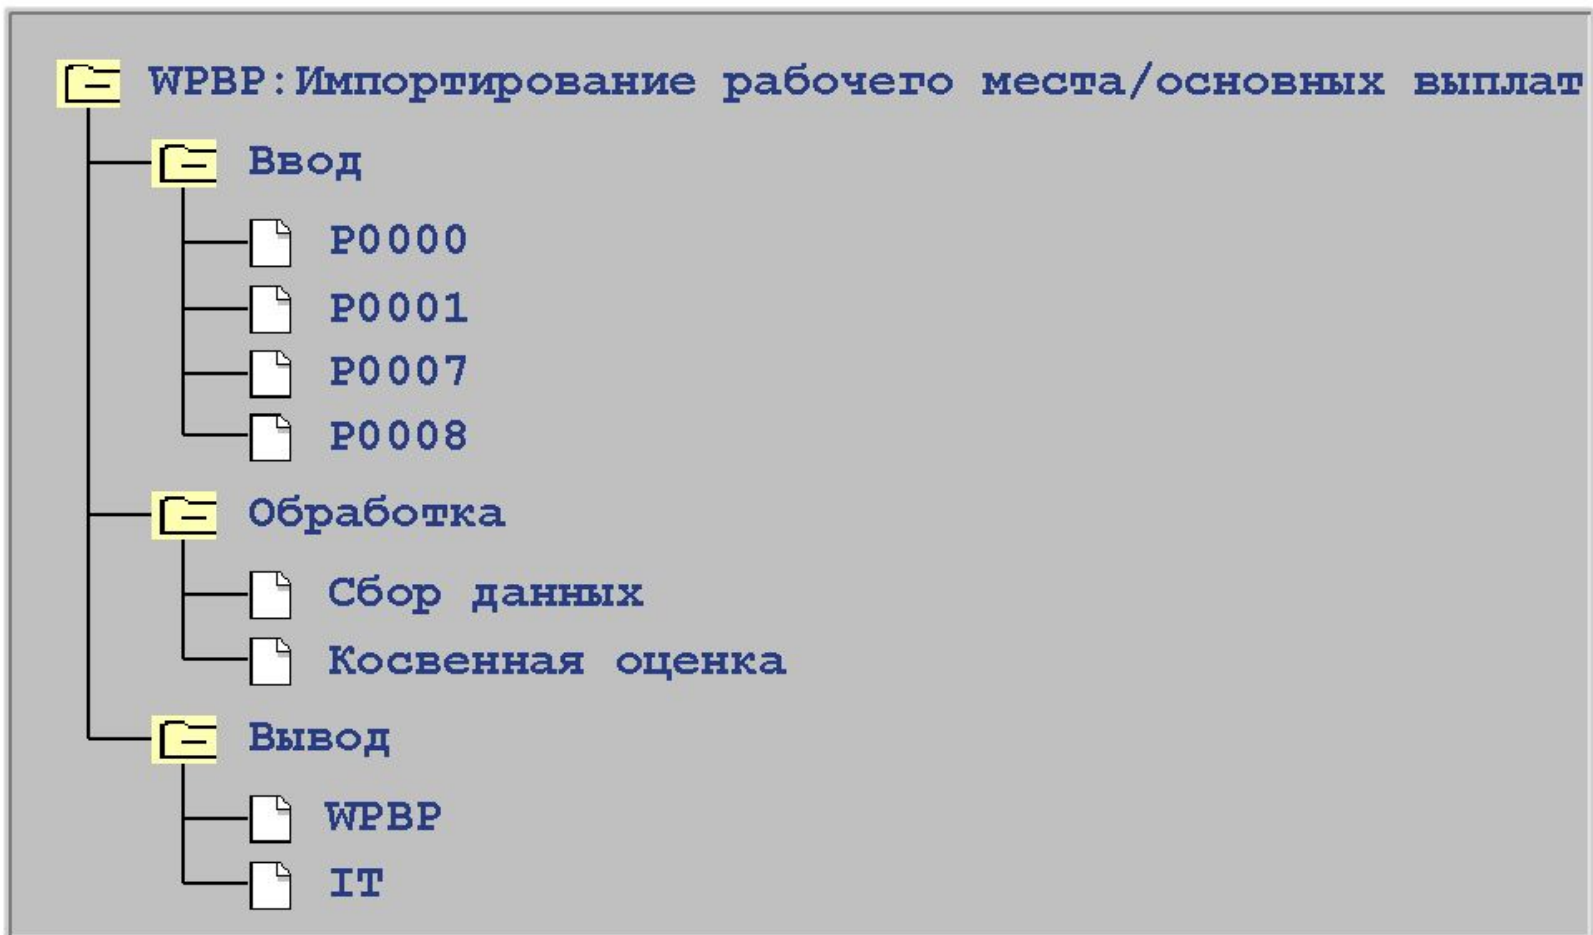 WPBP:Импортирование рабочего места/основных выплат
Ввод
P0000
P0001
P0007
P0008
Обработка
Сбор данных
Косвенная оценка
Вывод
WPBP
IT